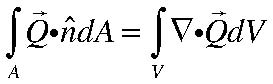 ∫_A Q⃗•n̂dA = ∫_V ∇•Q⃗dV